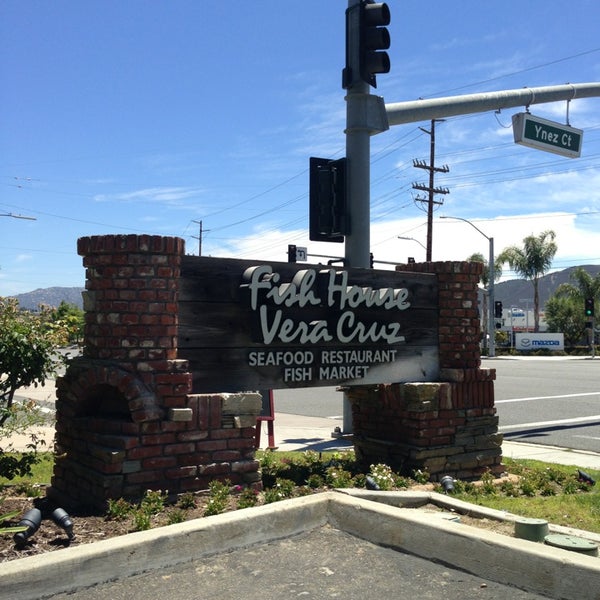 Ynez Ct
Fish House
Vera Cruz
SEAFOOD RESTAURANT
FISH MARKET
mazda